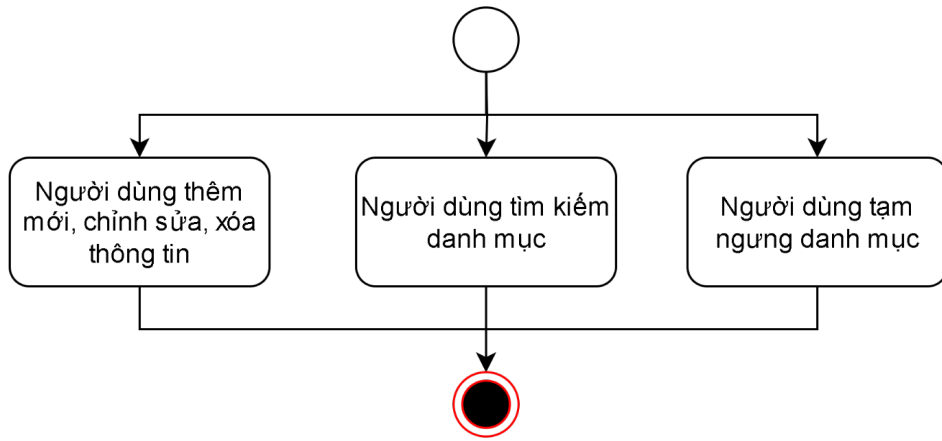 Người dùng thêm
mới, chỉnh sửa, xóa
thông tin
Người dùng tìm kiếm
danh mục
Người dùng tạm
ngưng danh mục